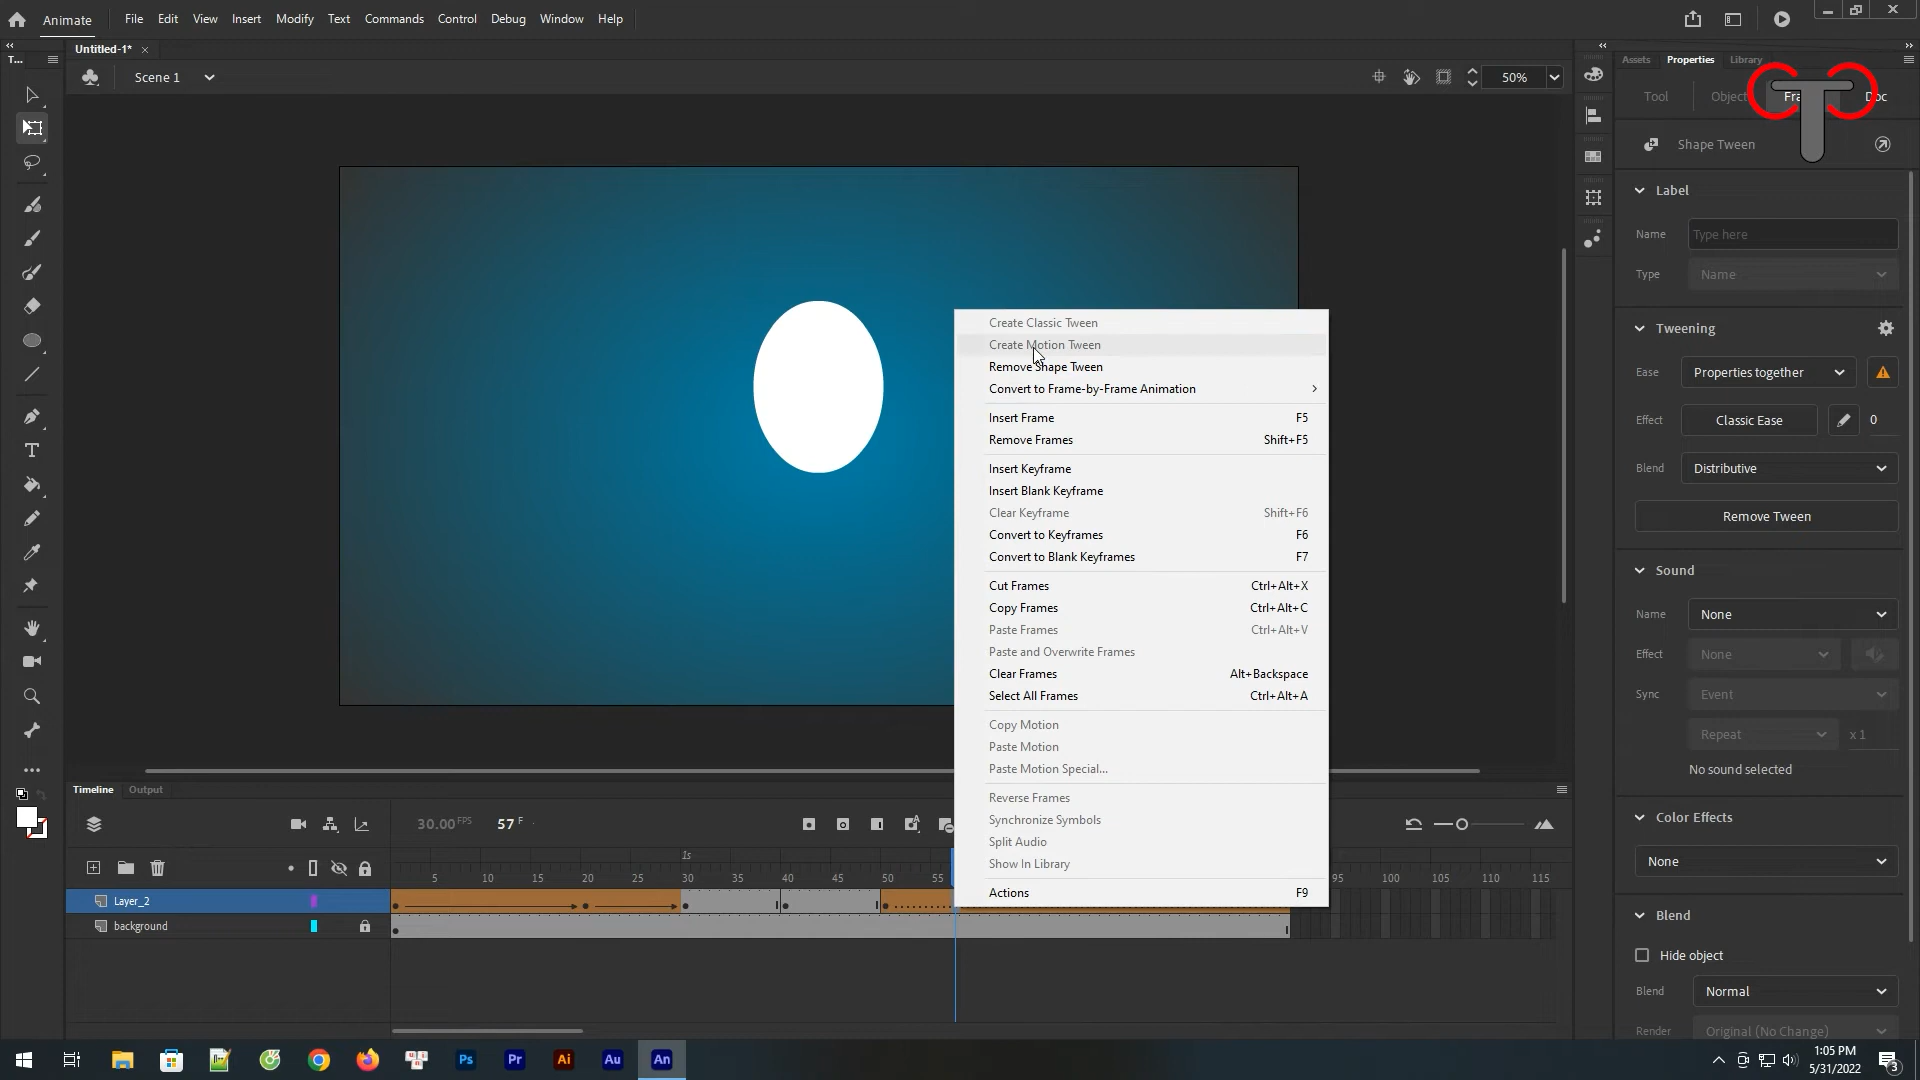 Animate File Edit View Insert Modify Text Commands Control Debug Window Help
Untitled-1*
T...
Assets Properties Library
Scene 1
50%
Tool Object Doc
Shape Tween
Label
Name Type here
Type Name
Tweening
Ease Properties together
Effect Classic Ease 0
Blend Distributive
Remove Tween
Sound
Name None
Effect None
Sync Event
Repeat x 1
No sound selected
Color Effects
None
Blend
Hide object
Blend Normal
Render Original (No Change)
Create Classic Tween
Create Motion Tween
Remove Shape Tween
Convert to Frame-by-Frame Animation
Insert Frame F5
Remove Frames Shift+F5
Insert Keyframe
Insert Blank Keyframe
Clear Keyframe Shift+F6
Convert to Keyframes F6
Convert to Blank Keyframes F7
Cut Frames Ctrl+Alt+X
Copy Frames Ctrl+Alt+C
Paste Frames Ctrl+Alt+V
Paste and Overwrite Frames
Clear Frames Alt+Backspace
Select All Frames Ctrl+Alt+A
Copy Motion
Paste Motion
Paste Motion Special...
Reverse Frames
Synchronize Symbols
Split Audio
Show In Library
Actions F9
Timeline Output
30.00 FPS 57 F
1s
5 10 15 20 25 30 35 40 45 50 55 95 100 105 110 115
Layer_2
background
Ps Pr Ai Au An
1:05 PM
5/31/2022
3